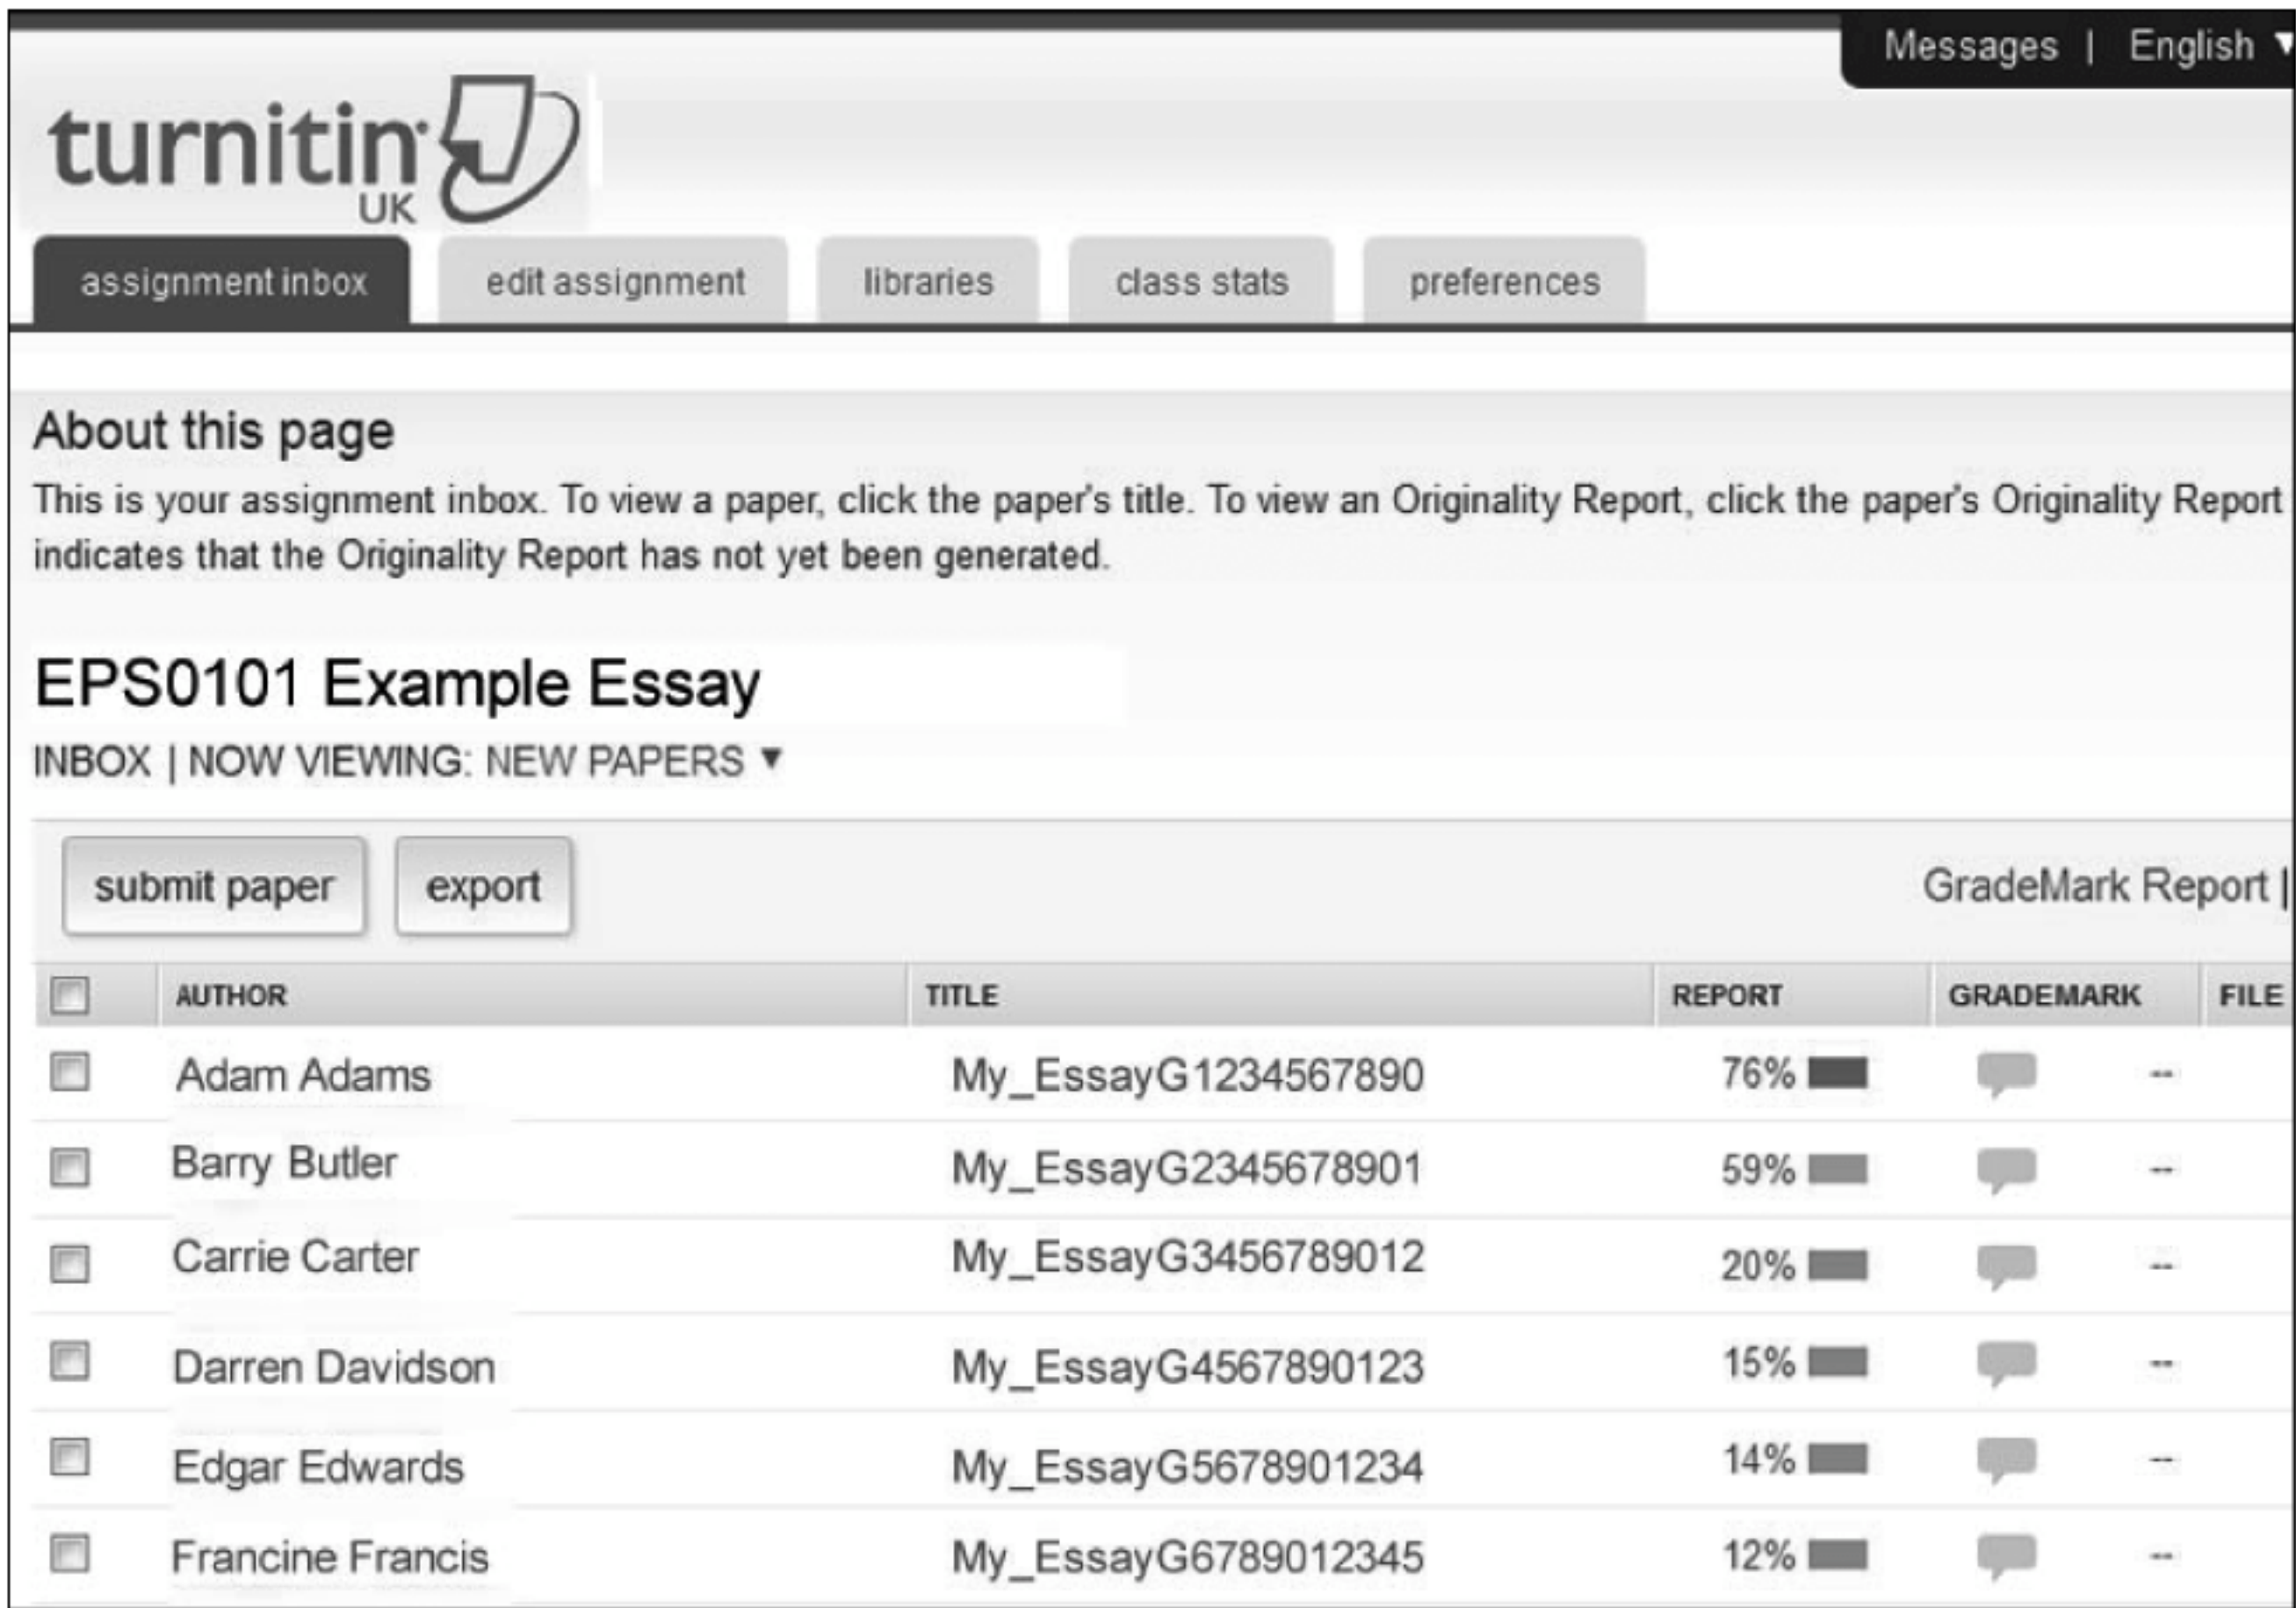 Messages | English ▼
turnitin
UK
assignment inbox edit assignment libraries class stats preferences
About this page
This is your assignment inbox. To view a paper, click the paper's title. To view an Originality Report, click the paper's Originality Report
indicates that the Originality Report has not yet been generated.
EPS0101 Example Essay
INBOX | NOW VIEWING: NEW PAPERS ▼
submit paper export GradeMark Report |
AUTHOR TITLE REPORT GRADEMARK FILE
Adam Adams My_EssayG1234567890 76% --
Barry Butler My_EssayG2345678901 59% --
Carrie Carter My_EssayG3456789012 20% --
Darren Davidson My_EssayG4567890123 15% --
Edgar Edwards My_EssayG5678901234 14% --
Francine Francis My_EssayG6789012345 12% --